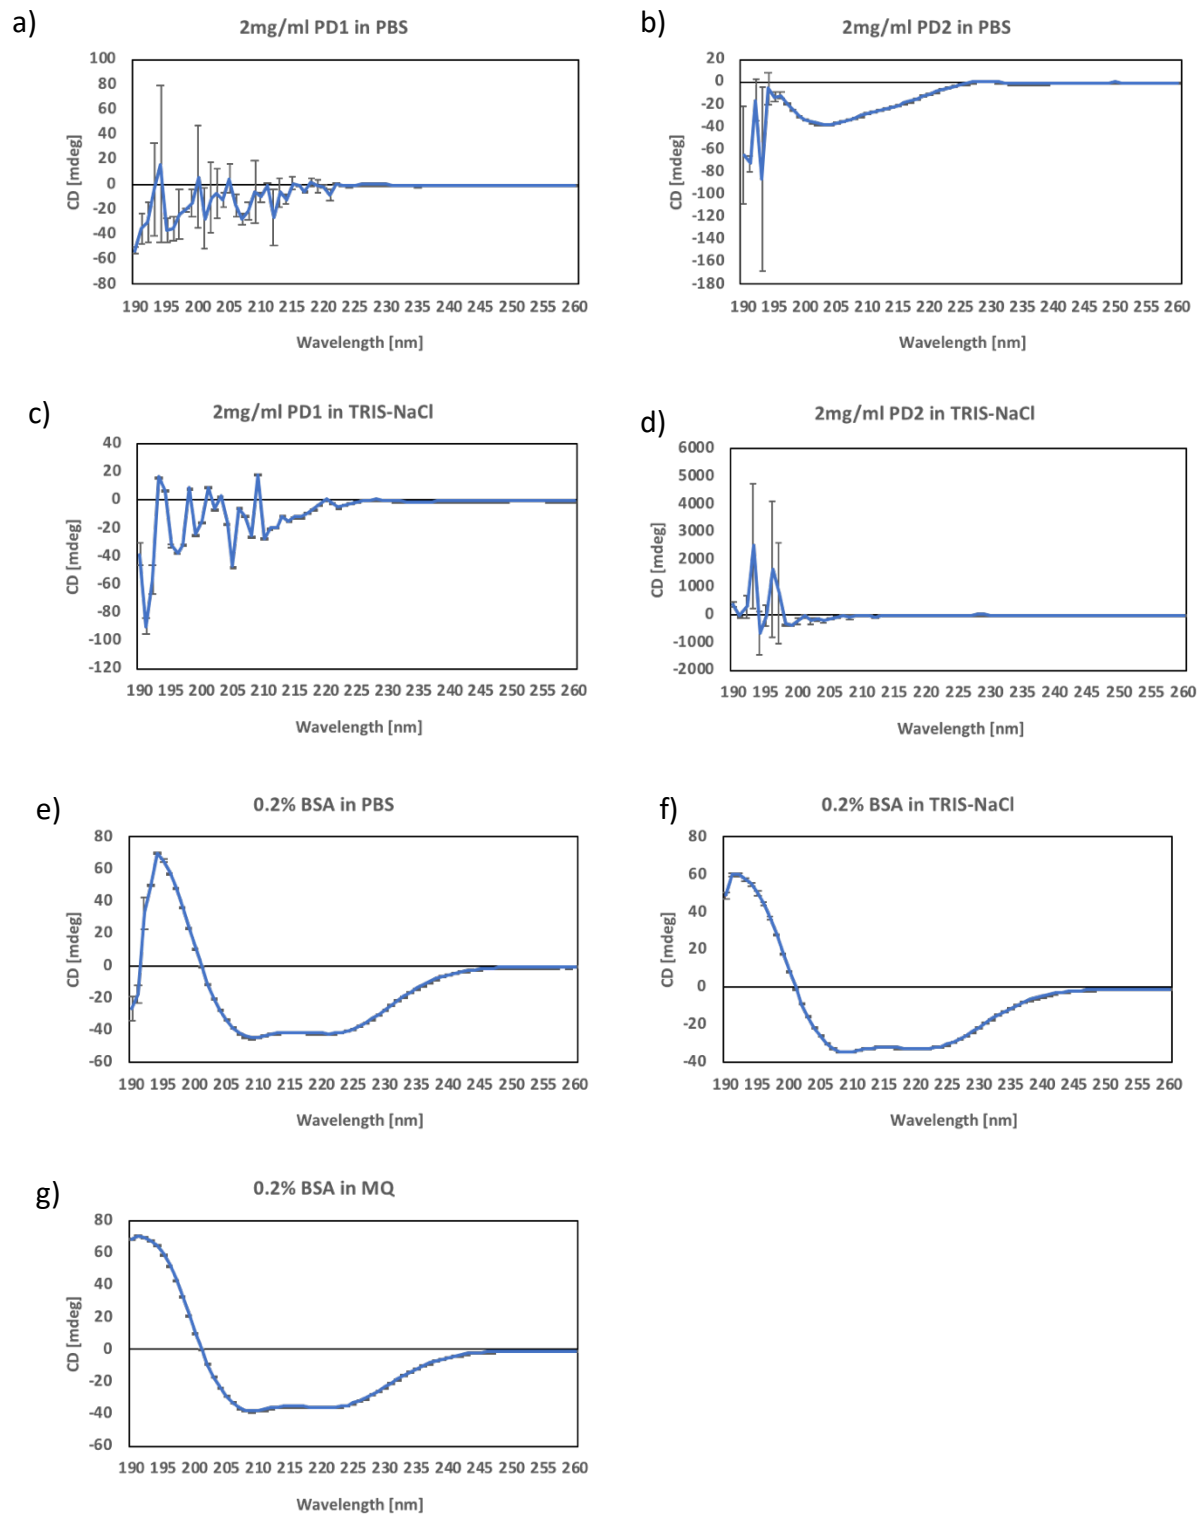 a)
2mg/ml PD1 in PBS
100
80
60
40
20
0
-20
-40
-60
-80
CD [mdeg]
190 195 200 205 210 215 220 225 230 235 240 245 250 255 260
Wavelength [nm]
b)
2mg/ml PD2 in PBS
20
0
-20
-40
-60
-80
-100
-120
-140
-160
-180
CD [mdeg]
190 195 200 205 210 215 220 225 230 235 240 245 250 255 260
Wavelength [nm]
c)
2mg/ml PD1 in TRIS-NaCl
40
20
0
-20
-40
-60
-80
-100
-120
CD [mdeg]
190 195 200 205 210 215 220 225 230 235 240 245 250 255 260
Wavelength [nm]
d)
2mg/ml PD2 in TRIS-NaCl
6000
5000
4000
3000
2000
1000
0
-1000
-2000
CD [mdeg]
190 195 200 205 210 215 220 225 230 235 240 245 250 255 260
Wavelength [nm]
e)
0.2% BSA in PBS
80
60
40
20
0
-20
-40
-60
CD [mdeg]
190 195 200 205 210 215 220 225 230 235 240 245 250 255 260
Wavelength [nm]
f)
0.2% BSA in TRIS-NaCl
80
60
40
20
0
-20
-40
CD [mdeg]
190 195 200 205 210 215 220 225 230 235 240 245 250 255 260
Wavelength [nm]
g)
0.2% BSA in MQ
80
60
40
20
0
-20
-40
-60
CD [mdeg]
190 195 200 205 210 215 220 225 230 235 240 245 250 255 260
Wavelength [nm]